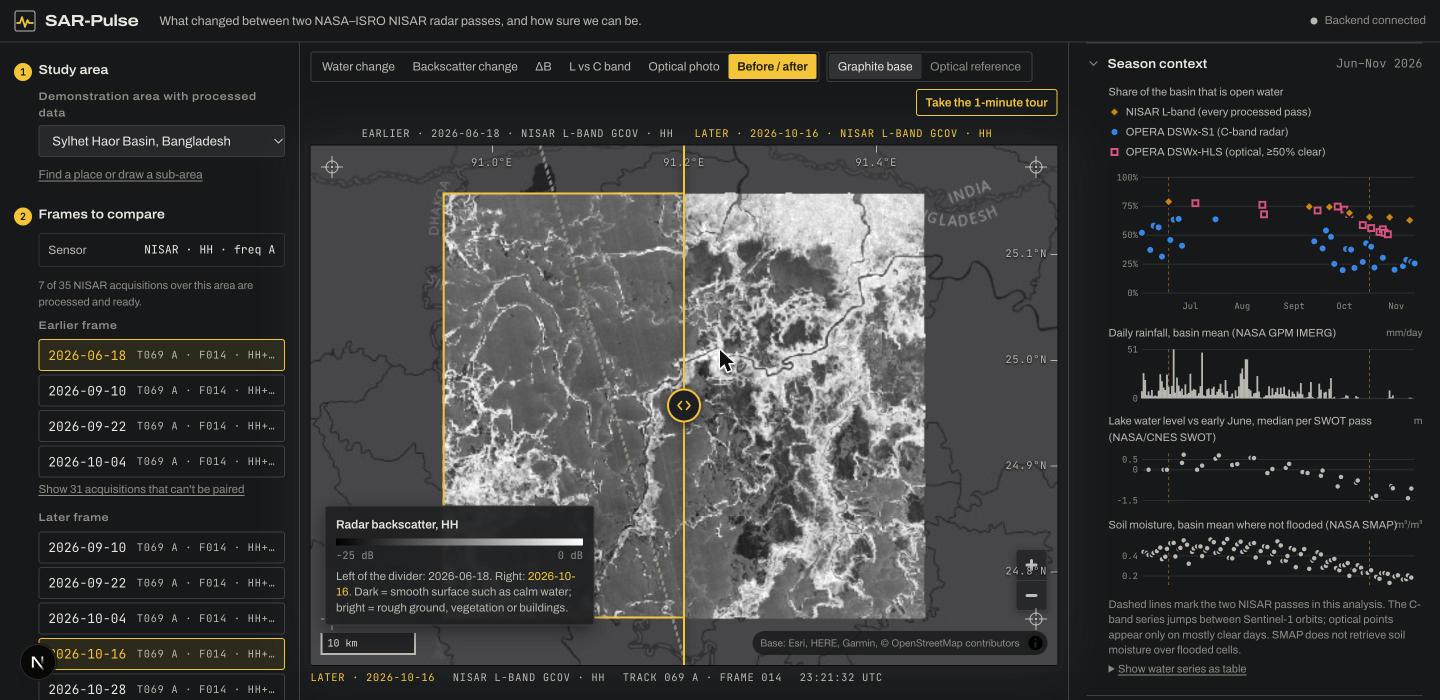 SAR-Pulse
What changed between two NASA–ISRO NISAR radar passes, and how sure we can be.
Backend connected
1 Study area
Demonstration area with processed
data
Sylhet Haor Basin, Bangladesh
Find a place or draw a sub-area
2 Frames to compare
Sensor NISAR · HH · freq A
7 of 35 NISAR acquisitions over this area are
processed and ready.
Earlier frame
2026-06-18 T069 A · F014 · HH+…
2026-09-10 T069 A · F014 · HH+…
2026-09-22 T069 A · F014 · HH+…
2026-10-04 T069 A · F014 · HH+…
Show 31 acquisitions that can't be paired
Later frame
2026-09-10 T069 A · F014 · HH+…
2026-09-22 T069 A · F014 · HH+…
2026-10-04 T069 A · F014 · HH+…
2026-10-16 T069 A · F014 · HH+…
2026-10-28 T069 A · F014 · HH+…
N
Water change Backscatter change ΔB L vs C band Optical photo Before / after Graphite base Optical reference
Take the 1-minute tour
EARLIER · 2026-06-18 · NISAR L-BAND GCOV · HH LATER · 2026-10-16 · NISAR L-BAND GCOV · HH
91.0°E 91.2°E 91.4°E
DHAKA
INDIA
GLADESH
25.1°N
25.0°N
24.9°N
24.8°N
Radar backscatter, HH
-25 dB 0 dB
Left of the divider: 2026-06-18. Right: 2026-10-
16. Dark = smooth surface such as calm water;
bright = rough ground, vegetation or buildings.
10 km
+
−
Base: Esri, HERE, Garmin, © OpenStreetMap contributors i
LATER · 2026-10-16 NISAR L-BAND GCOV · HH TRACK 069 A · FRAME 014 23:21:32 UTC
Season context Jun–Nov 2026
Share of the basin that is open water
NISAR L-band (every processed pass)
OPERA DSWx-S1 (C-band radar)
OPERA DSWx-HLS (optical, ≥50% clear)
100%
75%
50%
25%
0%
Jul Aug Sept Oct Nov
Daily rainfall, basin mean (NASA GPM IMERG) mm/day
51
0
Lake water level vs early June, median per SWOT pass m
(NASA/CNES SWOT)
0.5
0
-1.5
Soil moisture, basin mean where not flooded (NASA SMAP) m³/m³
0.4
0.2
Dashed lines mark the two NISAR passes in this analysis. The C-
band series jumps between Sentinel-1 orbits; optical points
appear only on mostly clear days. SMAP does not retrieve soil
moisture over flooded cells.
Show water series as table